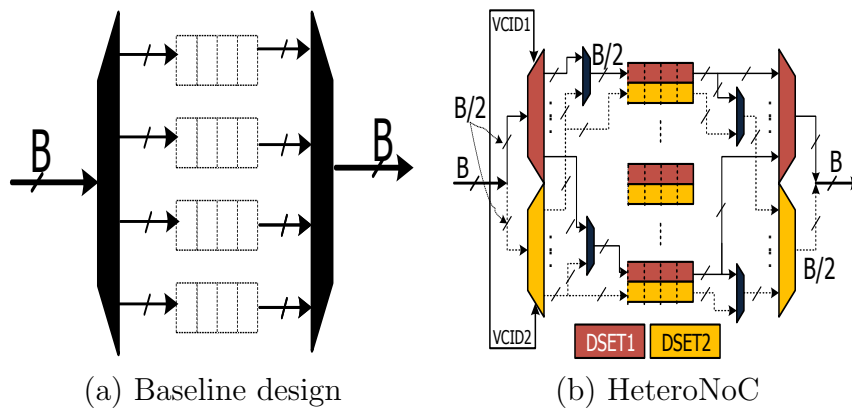 B
B
(a) Baseline design
VCID1
B/2
B/2
B
B
B/2
VCID2
DSET1 DSET2
(b) HeteroNoC